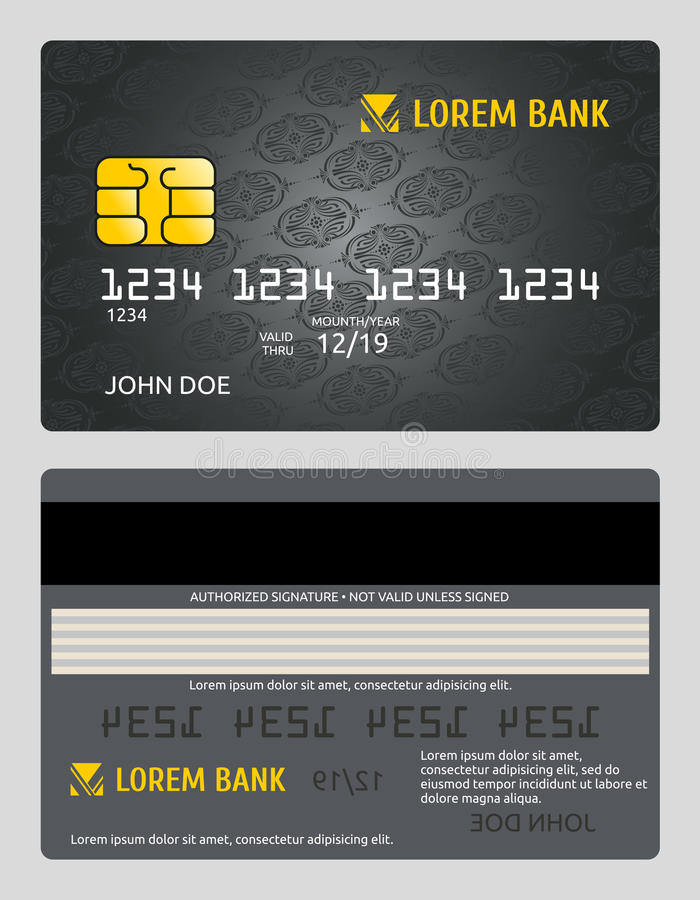 LOREM BANK
1234 1234 1234 1234
1234
MOUNTH/YEAR
VALID
THRU
12/19
JOHN DOE
dreamstime.com
AUTHORIZED SIGNATURE • NOT VALID UNLESS SIGNED
Lorem ipsum dolor sit amet, consectetur adipisicing elit.
1234 1234 1234 1234
LOREM BANK
12/19
Lorem ipsum dolor
sit amet, consectetur
adipisicing elit, sed do
eiusmod tempor incididunt ut labore et
dolore magna aliqua.
JOHN DOE
Lorem ipsum dolor sit amet, consectetur adipisicing elit.